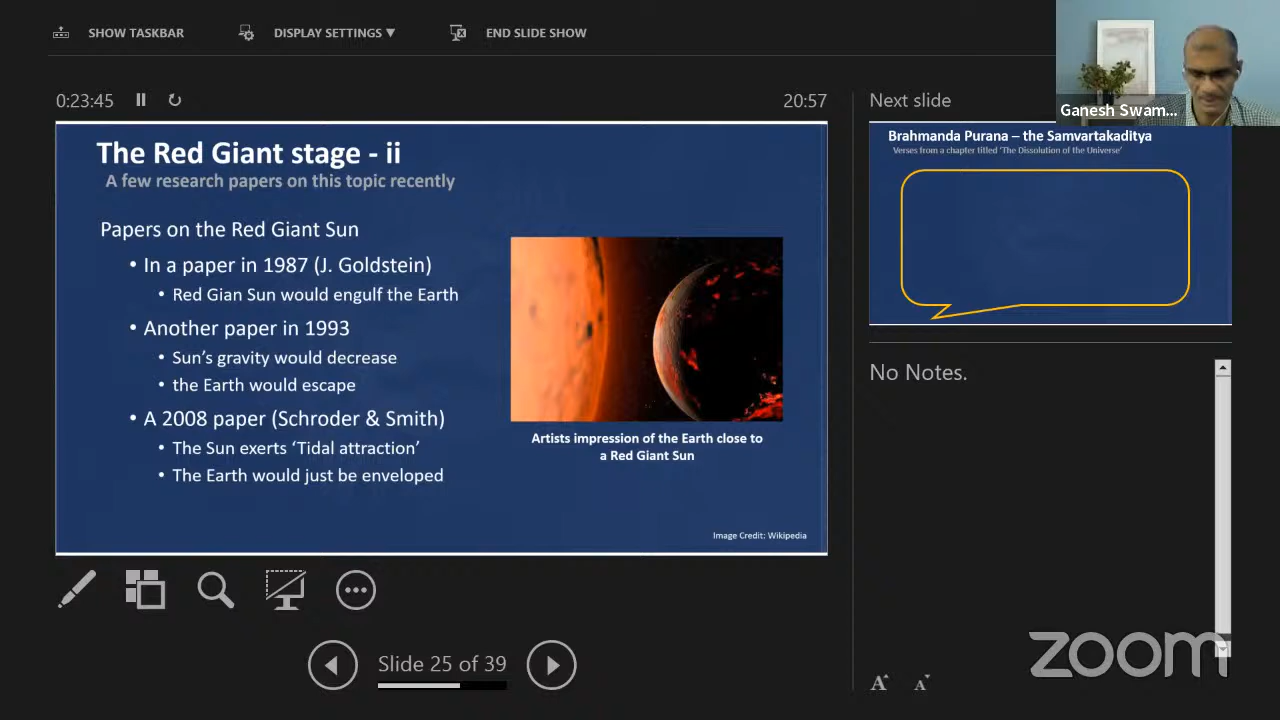 SHOW TASKBAR
DISPLAY SETTINGS ▼
END SLIDE SHOW
Ganesh Swam...
0:23:45
20:57
Next slide
The Red Giant stage - ii
A few research papers on this topic recently
Papers on the Red Giant Sun
• In a paper in 1987 (J. Goldstein)
• Red Gian Sun would engulf the Earth
• Another paper in 1993
• Sun's gravity would decrease
• the Earth would escape
• A 2008 paper (Schroder & Smith)
• The Sun exerts 'Tidal attraction'
• The Earth would just be enveloped
Artists impression of the Earth close to
a Red Giant Sun
Image Credit: Wikipedia
Brahmanda Purana – the Samvartakaditya
Verses from a chapter titled 'The Dissolution of the Universe'
No Notes.
Slide 25 of 39
A A
zoom